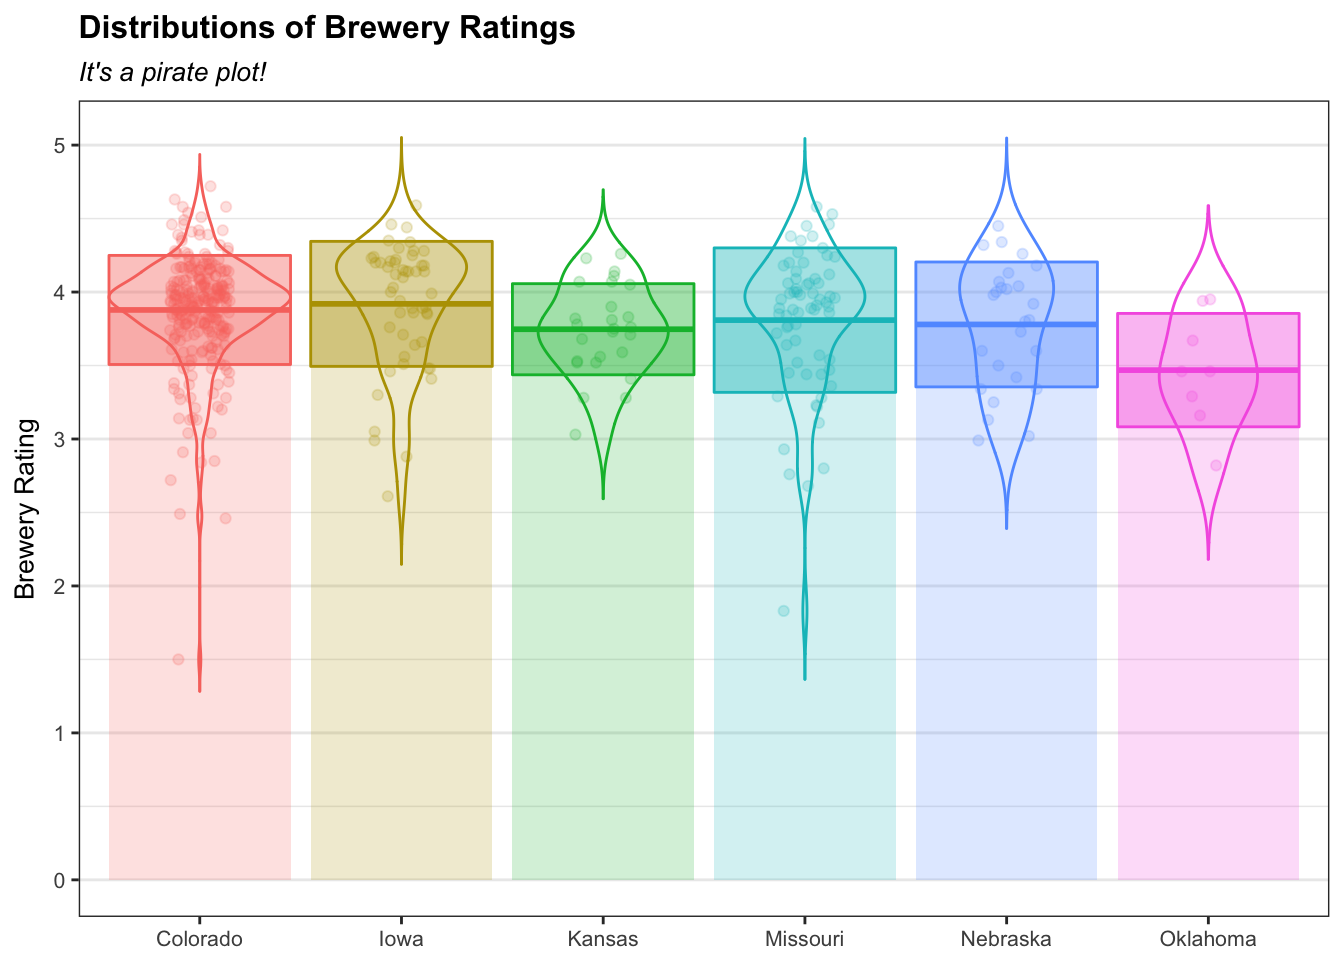 Distributions of Brewery Ratings
It's a pirate plot!
Brewery Rating
5
4
3
2
1
0
Colorado Iowa Kansas Missouri Nebraska Oklahoma